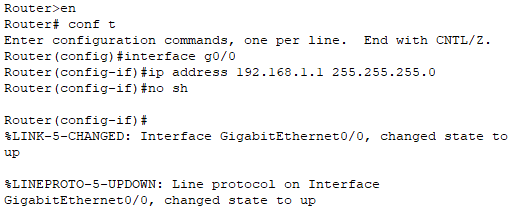 Router>en
Router# conf t
Enter configuration commands, one per line.  End with CNTL/Z.
Router(config)#interface g0/0
Router(config-if)#ip address 192.168.1.1 255.255.255.0
Router(config-if)#no sh
Router(config-if)#
%LINK-5-CHANGED: Interface GigabitEthernet0/0, changed state to
up
%LINEPROTO-5-UPDOWN: Line protocol on Interface
GigabitEthernet0/0, changed state to up